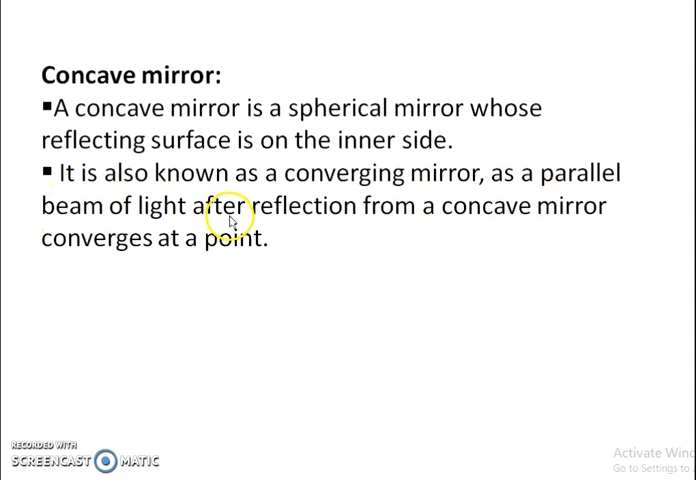 Concave mirror:
▪A concave mirror is a spherical mirror whose
reflecting surface is on the inner side.
▪ It is also known as a converging mirror, as a parallel
beam of light after reflection from a concave mirror
converges at a point.
RECORDED WITH
SCREENCAST MATIC
Activate Wind
Go to Settings to a